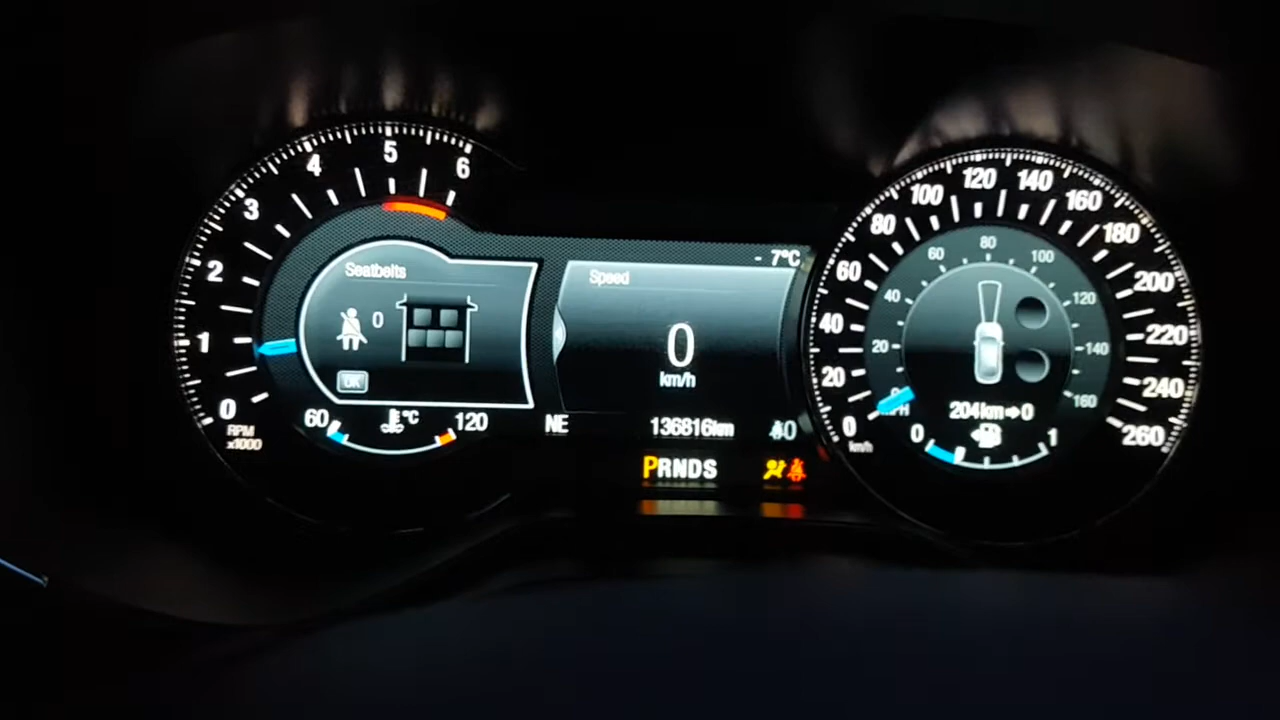 0
1
2
3
4
5
6
RPM
x1000
Seatbelts
0
OK
60
°C
120
- 7°C
Speed
0
km/h
NE
136816km
PRNDS
0
20
40
60
80
100
120
140
160
180
200
220
240
260
km/h
20
40
60
80
100
120
140
160
MPH
204km➩0
0
1